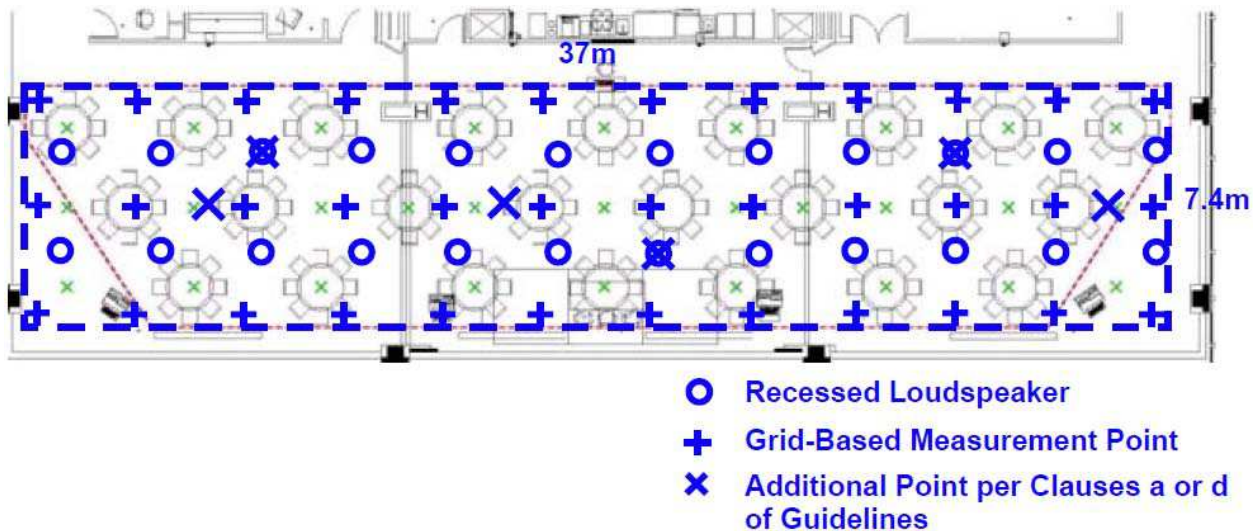 37m
7.4m
Recessed Loudspeaker
Grid-Based Measurement Point
Additional Point per Clauses a or d
of Guidelines